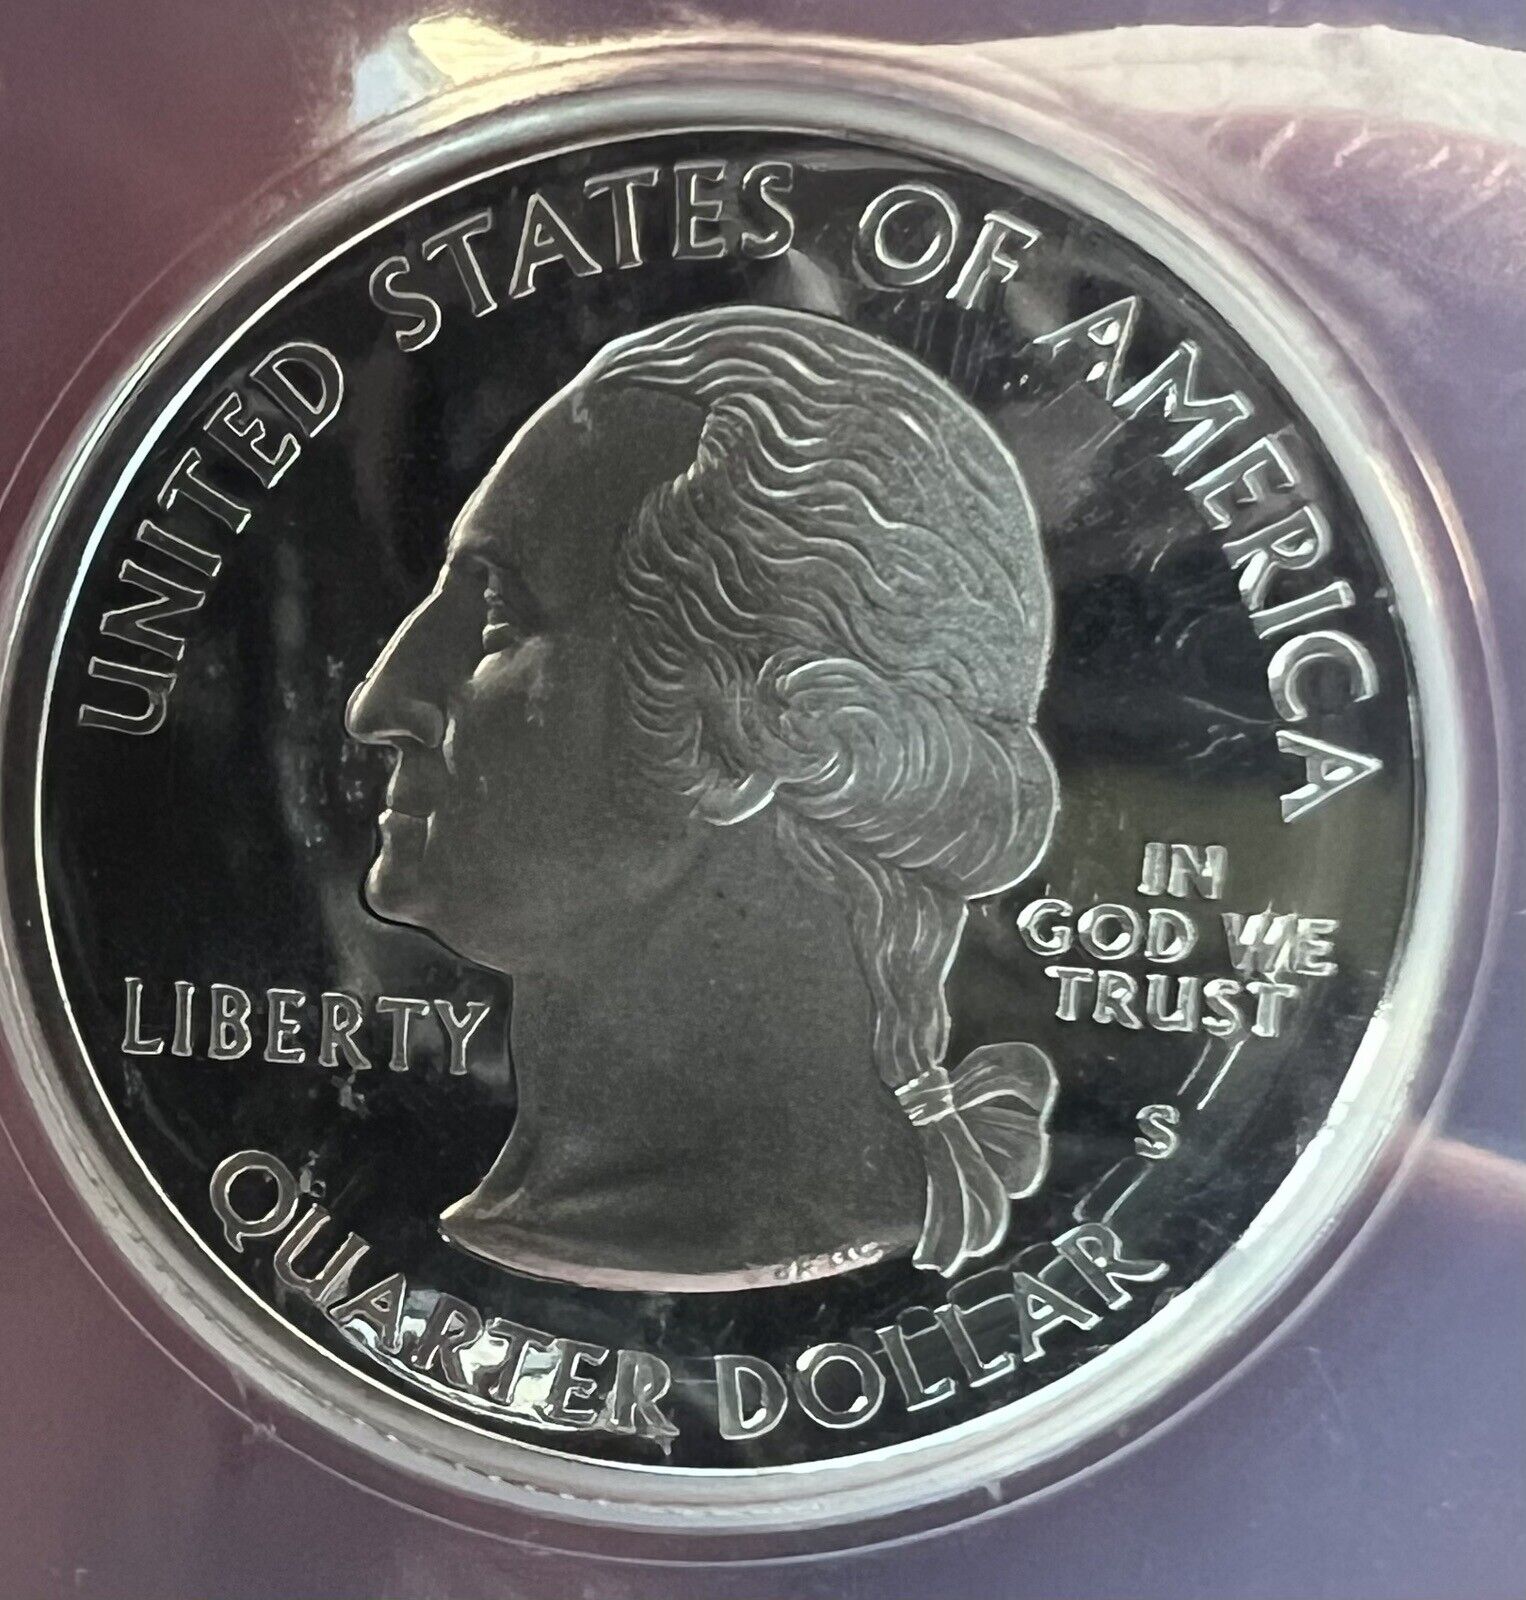 UNITED STATES OF AMERICA
LIBERTY
IN
GOD WE
TRUST
S
QUARTER DOLLAR